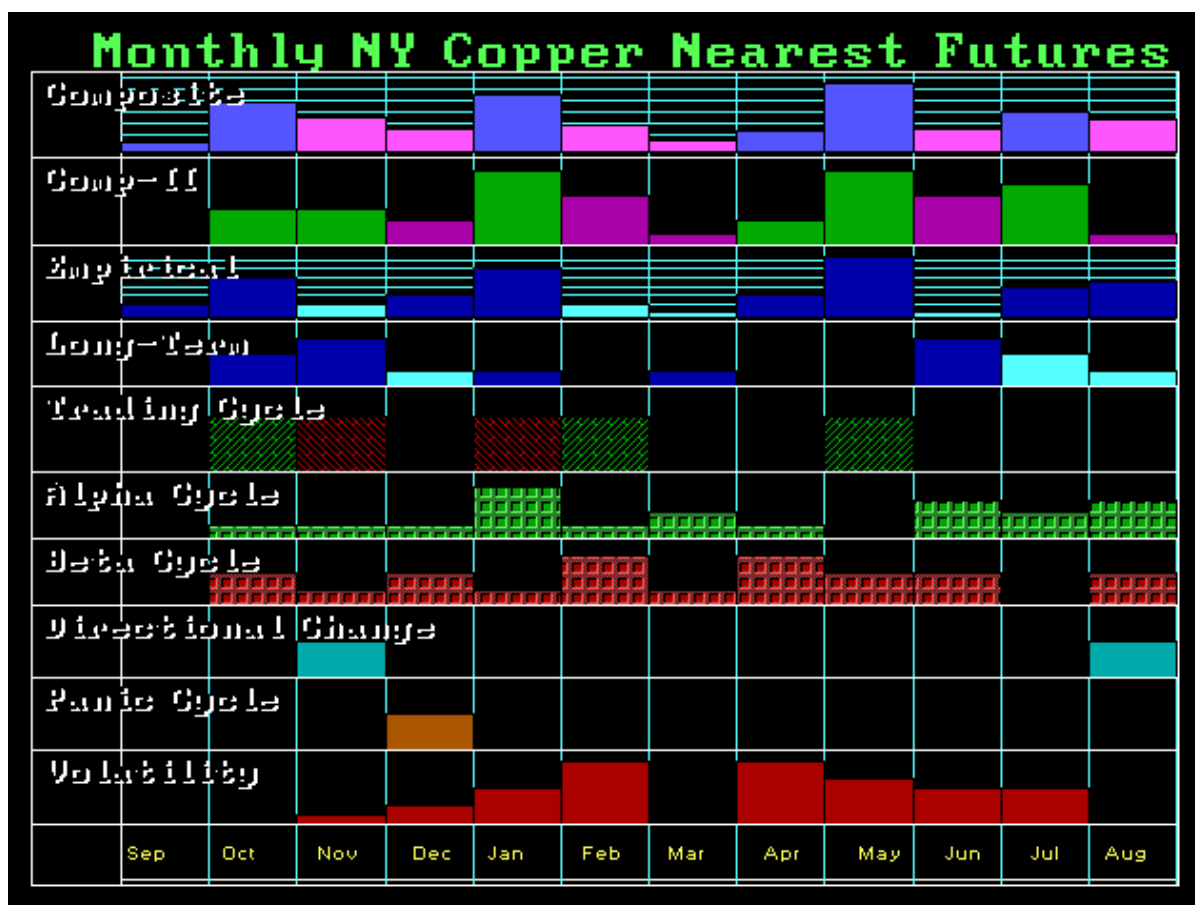 Monthly NY Copper Nearest Futures
Composite
Comp-II
Empirical
Long-Term
Trading Cycle
Alpha Cycle
Beta Cycle
Directional Change
Panic Cycle
Volatility
Sep Oct Nov Dec Jan Feb Mar Apr May Jun Jul Aug